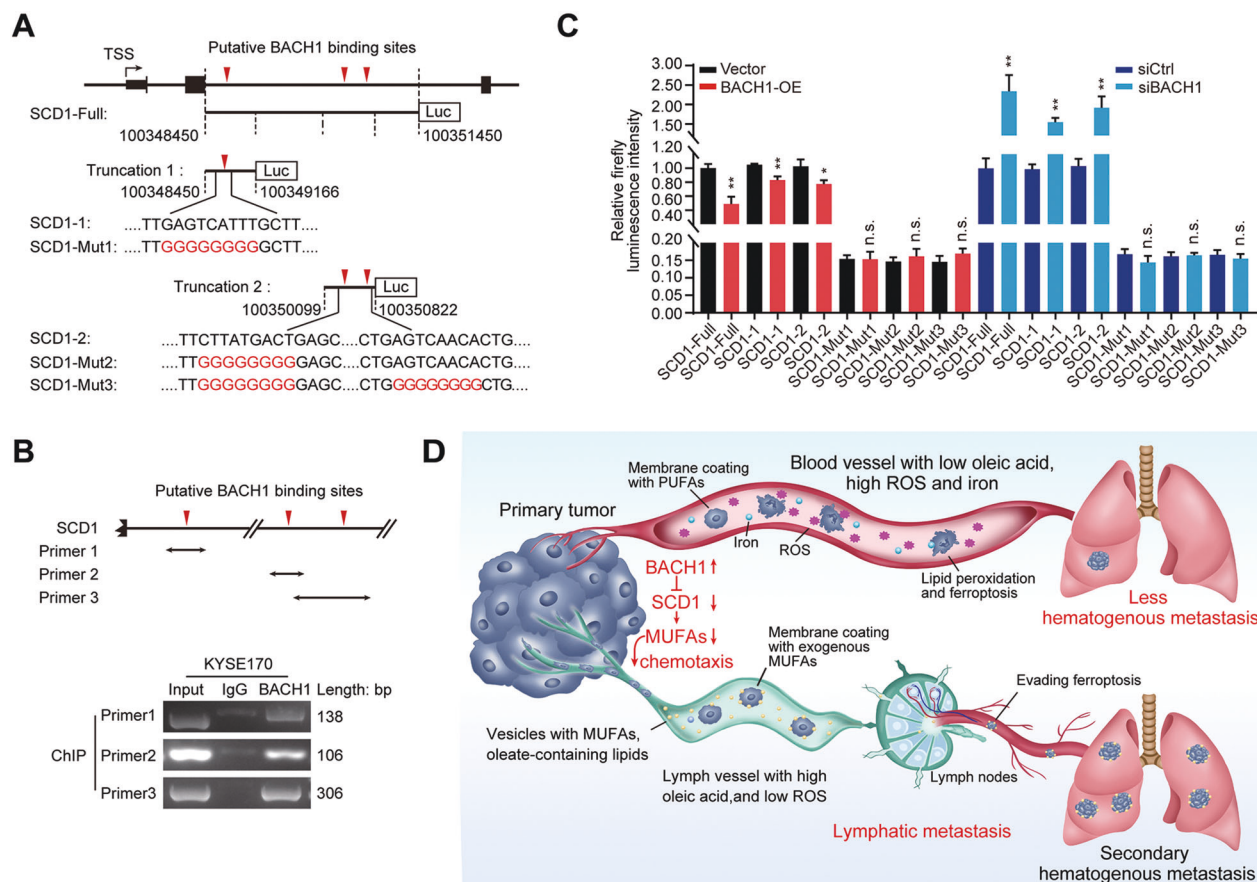 A
TSS
Putative BACH1 binding sites
SCD1-Full:
Luc
100348450
100351450
Truncation 1 :
Luc
100348450
100349166
SCD1-1:
....TTGAGTCATTTGCTT....
SCD1-Mut1:
....TTGGGGGGGGGCTT....
Truncation 2 :
Luc
100350099
100350822
SCD1-2:
....TTCTTATGACTGAGC....CTGAGTCAACACTG....
SCD1-Mut2:
....TTGGGGGGGGGAGC....CTGAGTCAACACTG....
SCD1-Mut3:
....TTGGGGGGGGGAGC....CTGGGGGGGGGCTG....
B
Putative BACH1 binding sites
SCD1
Primer 1
Primer 2
Primer 3
KYSE170
Input IgG BACH1 Length: bp
ChIP
Primer1 138
Primer2 106
Primer3 306
C
Relative firefly
luminescence intensity
3.00
2.50
2.00
1.50
1.20
1.00
0.80
0.60
0.40
0.20
0.15
0.10
0.05
0.00
Vector
BACH1-OE
siCtrl
siBACH1
** ** * n.s. n.s. n.s. ** ** ** n.s. n.s. n.s.
SCD1-Full
SCD1-Full
SCD1-1
SCD1-1
SCD1-2
SCD1-2
SCD1-Mut1
SCD1-Mut1
SCD1-Mut2
SCD1-Mut2
SCD1-Mut3
SCD1-Mut3
SCD1-Full
SCD1-Full
SCD1-1
SCD1-1
SCD1-2
SCD1-2
SCD1-Mut1
SCD1-Mut1
SCD1-Mut2
SCD1-Mut2
SCD1-Mut3
SCD1-Mut3
D
Membrane coating
with PUFAs
Blood vessel with low oleic acid,
high ROS and iron
Primary tumor
Iron
ROS
Lipid peroxidation
and ferroptosis
Less
hematogenous metastasis
BACH1↑
SCD1 ↓
MUFAs↓
chemotaxis
Membrane coating
with exogenous
MUFAs
Evading ferroptosis
Vesicles with MUFAs,
oleate-containing lipids
Lymph vessel with high
oleic acid,and low ROS
Lymph nodes
Lymphatic metastasis
Secondary
hematogenous metastasis